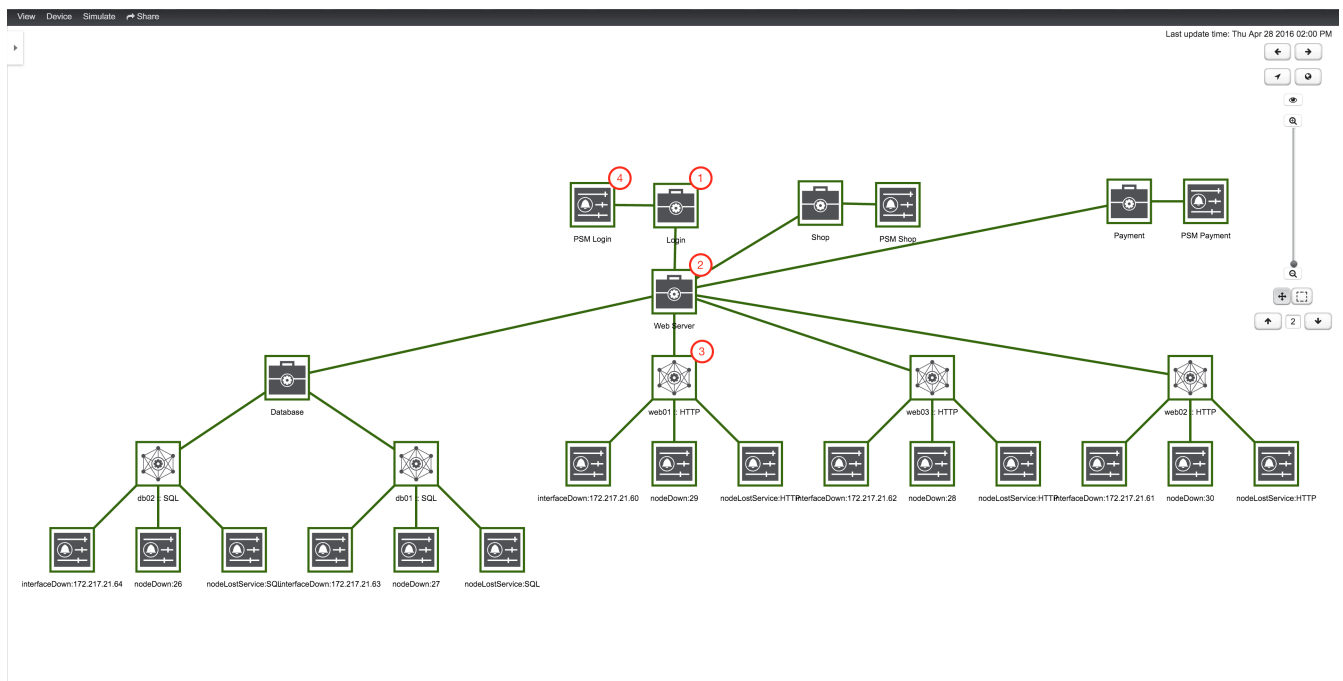 View Device Simulate Share
Last update time: Thu Apr 28 2016 02:00 PM
4
1
PSM Login
Login
Shop
PSM Shop
Payment
PSM Payment
2
Web Server
2
3
Database
web01 :: HTTP
web03 :: HTTP
web02 :: HTTP
db02 :: SQL
db01 :: SQL
interfaceDown:172.217.21.60
nodeDown:29
nodeLostService:HTTP
interfaceDown:172.217.21.62
nodeDown:28
nodeLostService:HTTP
interfaceDown:172.217.21.61
nodeDown:30
nodeLostService:HTTP
interfaceDown:172.217.21.64
nodeDown:26
nodeLostService:SQL
interfaceDown:172.217.21.63
nodeDown:27
nodeLostService:SQL